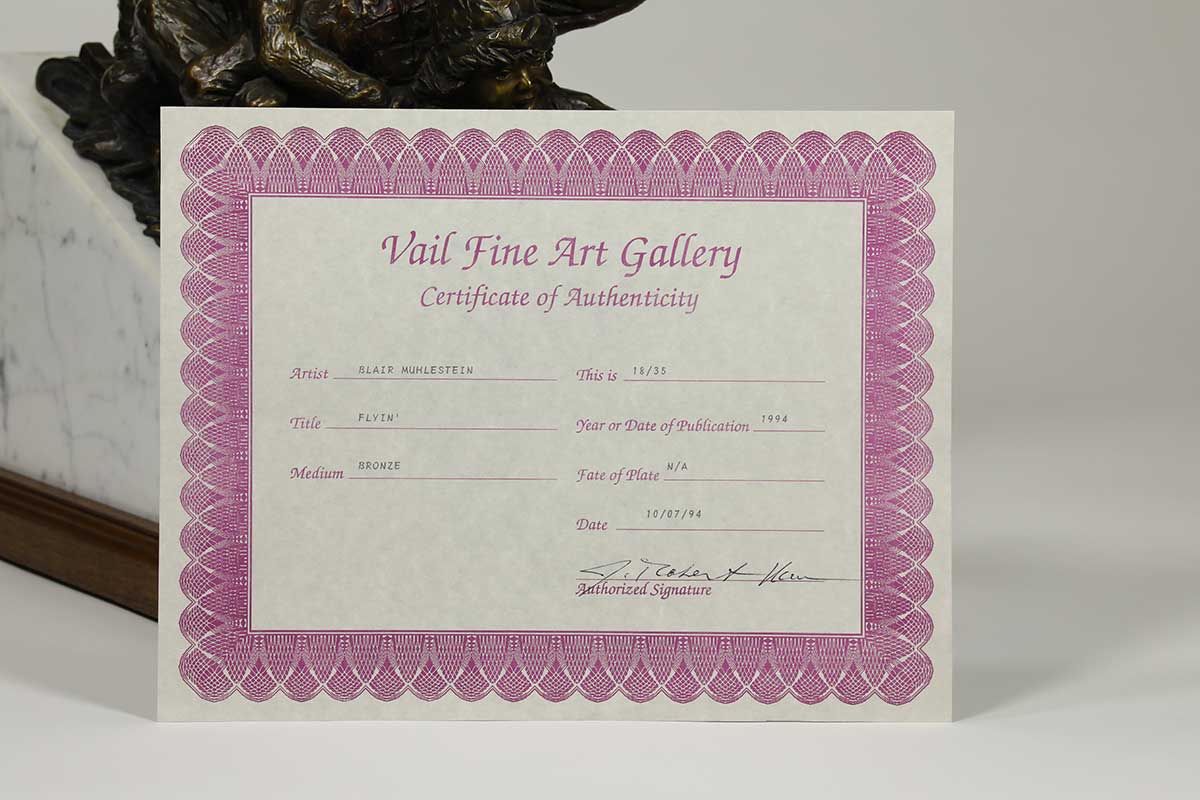 Vail Fine Art Gallery
Certificate of Authenticity
Artist BLAIR MUHLESTEIN
Title FLYIN'
Medium BRONZE
This is 18/35
Year or Date of Publication 1994
Fate of Plate N/A
Date 10/07/94
J. Robert
Authorized Signature